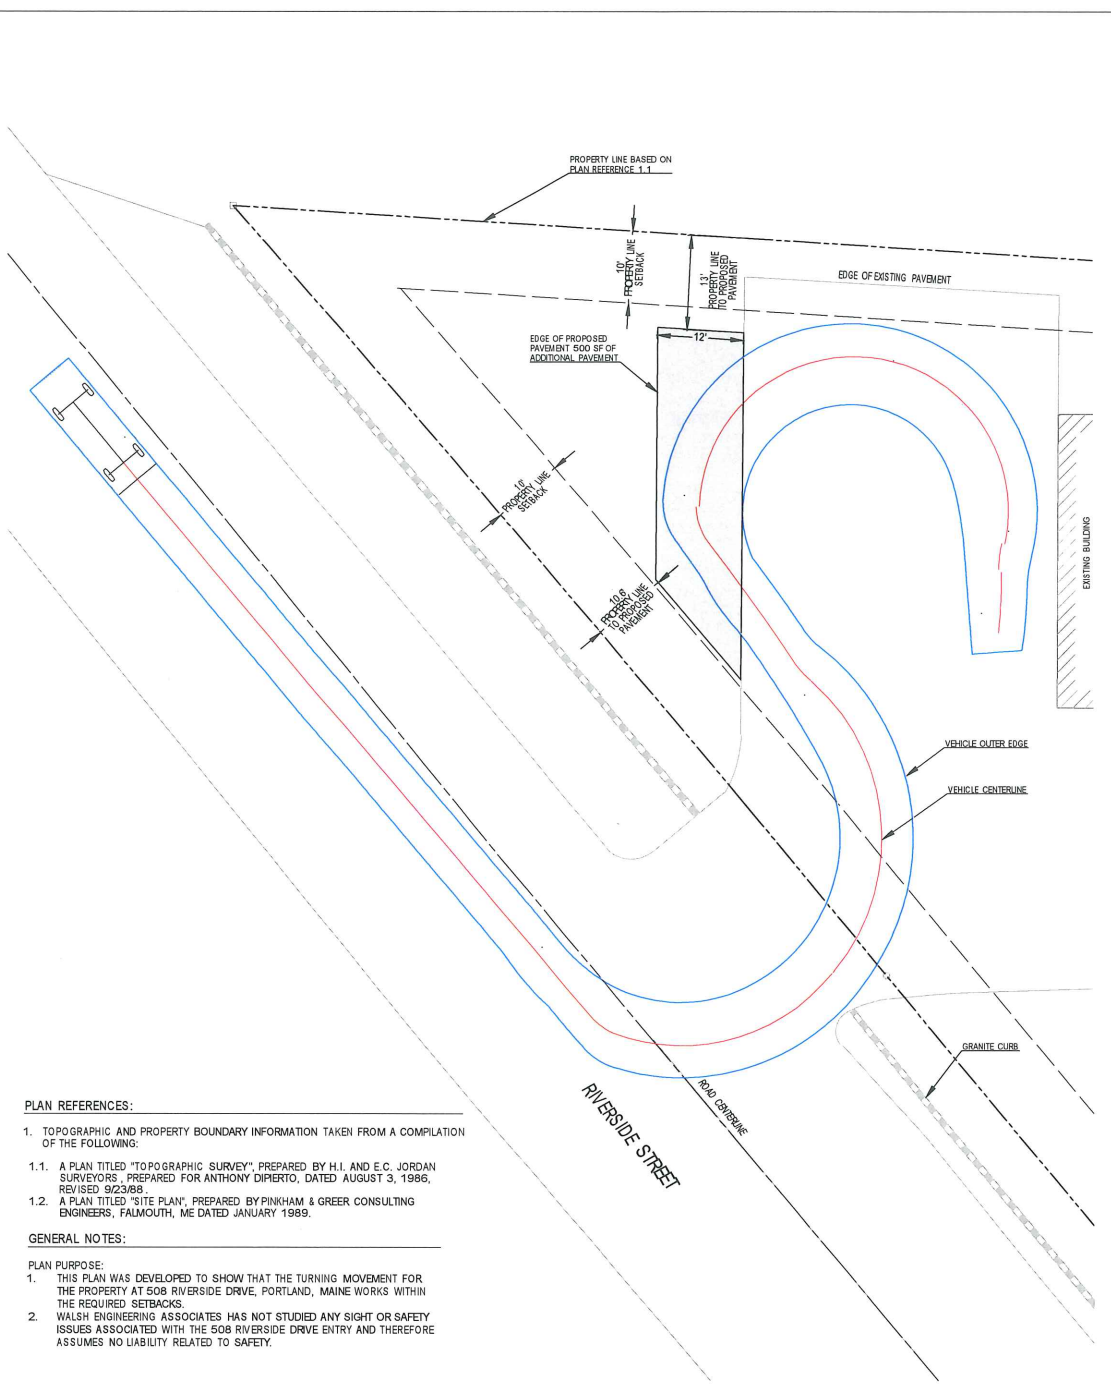 PROPERTY LINE BASED ON
PLAN REFERENCE 1.1
10'
PROPERTY LINE
SETBACK
13'
PROPERTY LINE
TO PROPOSED
PAVEMENT
EDGE OF EXISTING PAVEMENT
EDGE OF PROPOSED
PAVEMENT 500 SF OF
ADDITIONAL PAVEMENT
12'
10'
PROPERTY LINE
SETBACK
10.6'
PROPERTY LINE
TO PROPOSED
PAVEMENT
EXISTING BUILDING
VEHICLE OUTER EDGE
VEHICLE CENTERLINE
GRANITE CURB
ROAD CENTERLINE
RIVERSIDE STREET
PLAN REFERENCES:
1. TOPOGRAPHIC AND PROPERTY BOUNDARY INFORMATION TAKEN FROM A COMPILATION
OF THE FOLLOWING:
1.1. A PLAN TITLED "TOPOGRAPHIC SURVEY", PREPARED BY H.I. AND E.C. JORDAN
SURVEYORS , PREPARED FOR ANTHONY DIPIERTO, DATED AUGUST 3, 1986,
REVISED 9/23/88 .
1.2. A PLAN TITLED "SITE PLAN", PREPARED BY PINKHAM & GREER CONSULTING
ENGINEERS, FALMOUTH, ME DATED JANUARY 1989.
GENERAL NOTES:
PLAN PURPOSE:
1. THIS PLAN WAS DEVELOPED TO SHOW THAT THE TURNING MOVEMENT FOR
THE PROPERTY AT 508 RIVERSIDE DRIVE, PORTLAND, MAINE WORKS WITHIN
THE REQUIRED SETBACKS.
2. WALSH ENGINEERING ASSOCIATES HAS NOT STUDIED ANY SIGHT OR SAFETY
ISSUES ASSOCIATED WITH THE 508 RIVERSIDE DRIVE ENTRY AND THEREFORE
ASSUMES NO LIABILITY RELATED TO SAFETY.